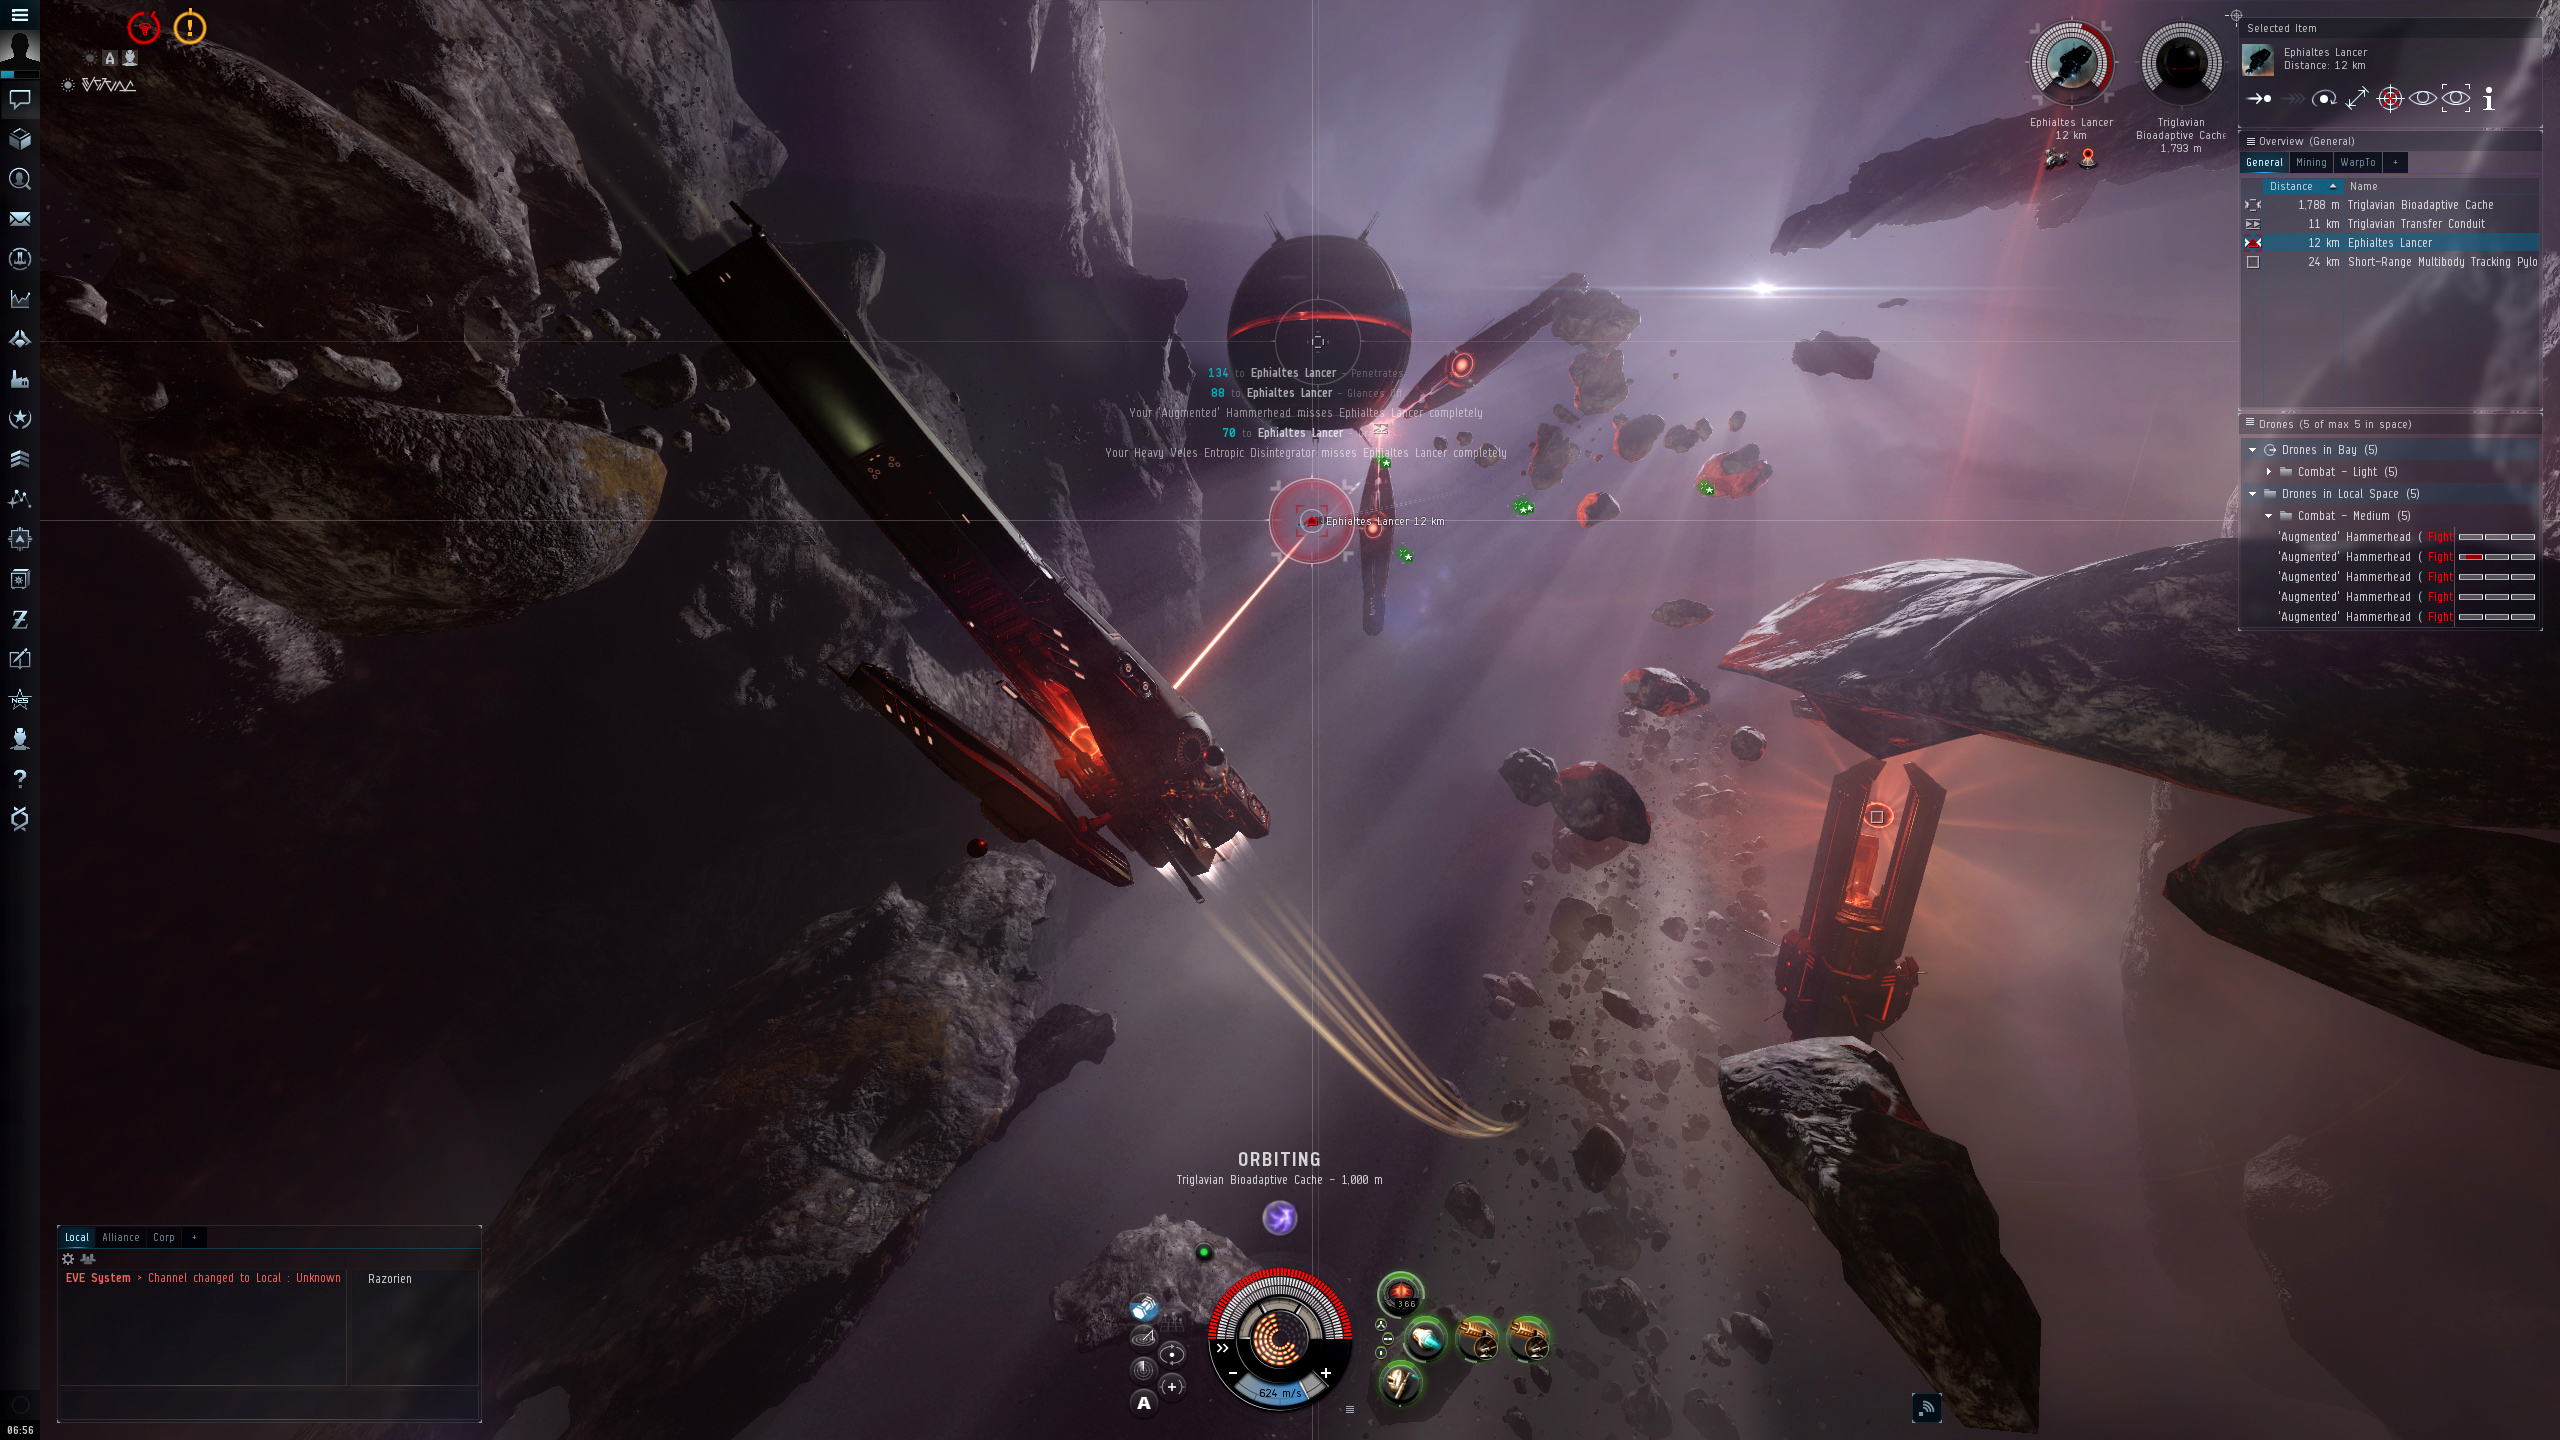 Ephialtes Lancer
12 km
Triglavian
Bioadaptive Cache
1,793 m
Selected Item
Ephialtes Lancer
Distance: 12 km
Overview (General)
General Mining WarpTo +
Distance Name
1,788 m Triglavian Bioadaptive Cache
11 km Triglavian Transfer Conduit
12 km Ephialtes Lancer
24 km Short-Range Multibody Tracking Pylo
Drones (5 of max 5 in space)
Drones in Bay (5)
Combat - Light (5)
Drones in Local Space (5)
Combat - Medium (5)
'Augmented' Hammerhead ( Fight
'Augmented' Hammerhead ( Fight
'Augmented' Hammerhead ( Fight
'Augmented' Hammerhead ( Fight
'Augmented' Hammerhead ( Fight
134 to Ephialtes Lancer - Penetrates
88 to Ephialtes Lancer - Glances Off
Your 'Augmented' Hammerhead misses Ephialtes Lancer completely
70 to Ephialtes Lancer -
Your Heavy Veles Entropic Disintegrator misses Ephialtes Lancer completely
Ephialtes Lancer 12 km
ORBITING
Triglavian Bioadaptive Cache - 1,000 m
366
624 m/s
A
A
NES
Local Alliance Corp +
EVE System > Channel changed to Local : Unknown
Razorien
06:56